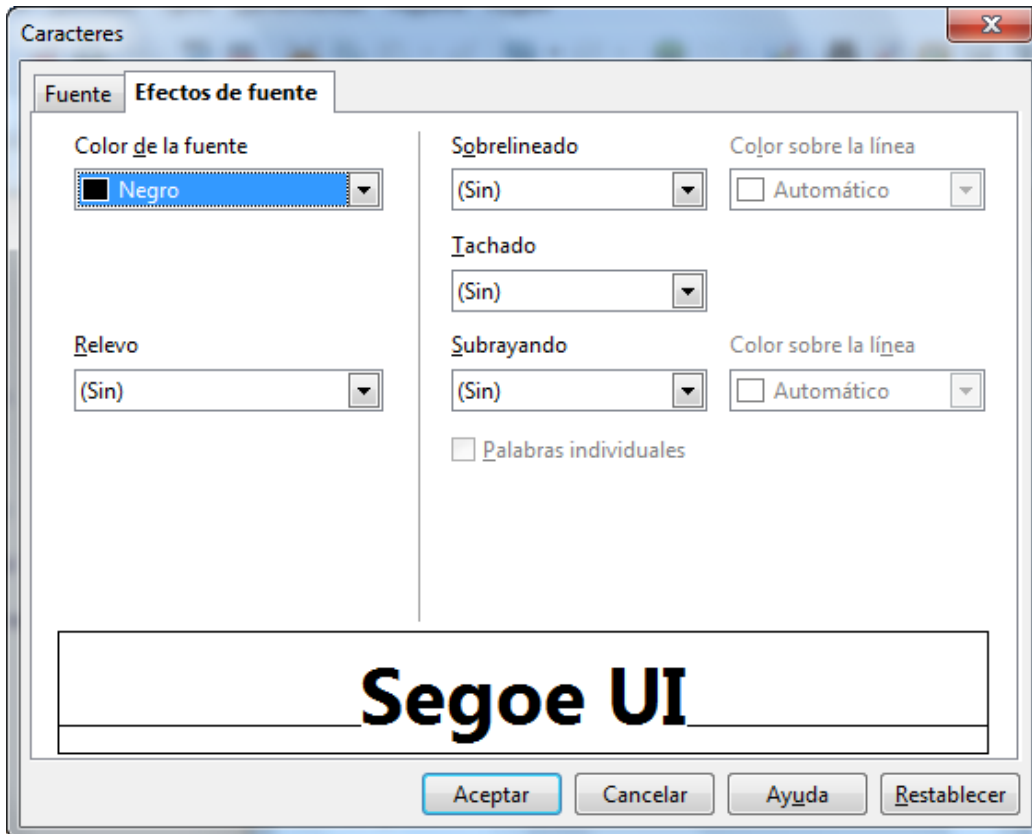 Caracteres
Fuente Efectos de fuente
Color de la fuente Sobrelineado Color sobre la línea
Negro (Sin) Automático
Tachado
(Sin)
Relevo Subrayando Color sobre la línea
(Sin) (Sin) Automático
Palabras individuales
Segoe UI
Aceptar Cancelar Ayuda Restablecer